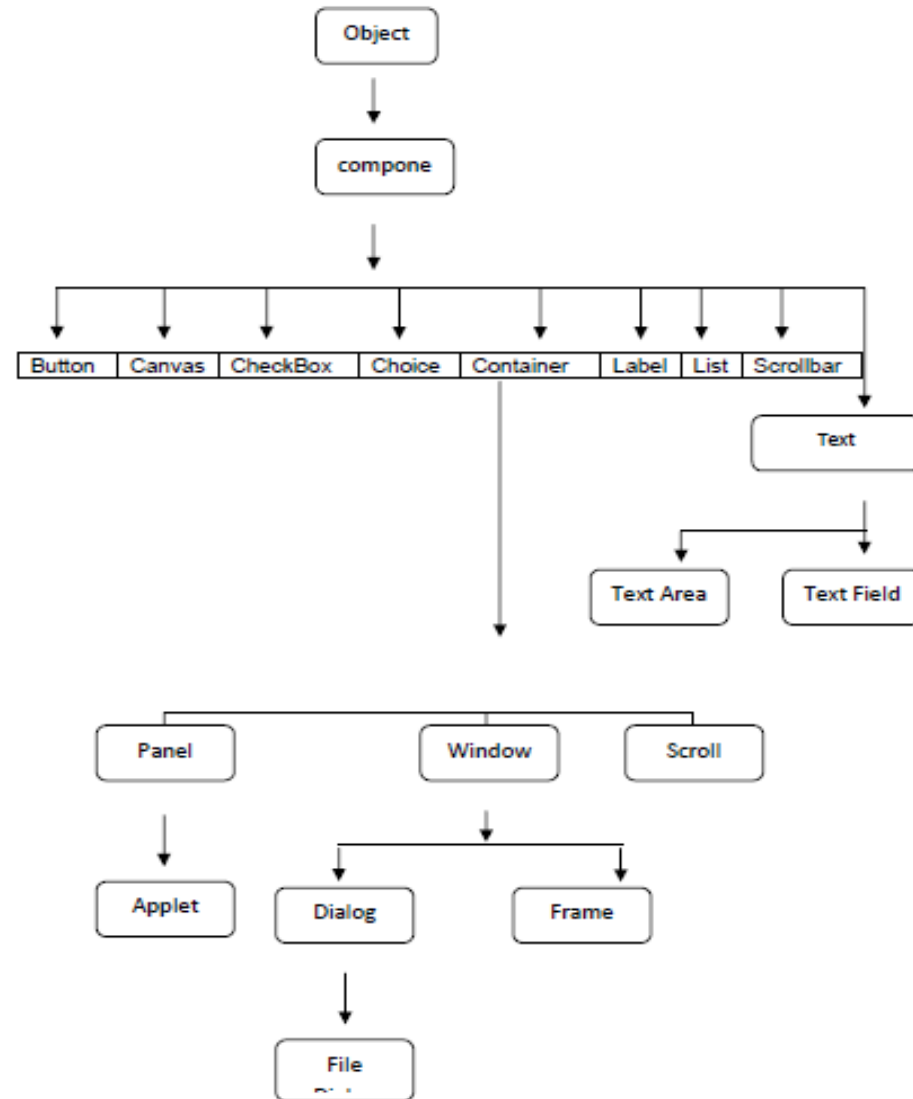 Object
compone
Button Canvas CheckBox Choice Container Label List Scrollbar
Text
Text Area Text Field
Panel Window Scroll
Applet Dialog Frame
File